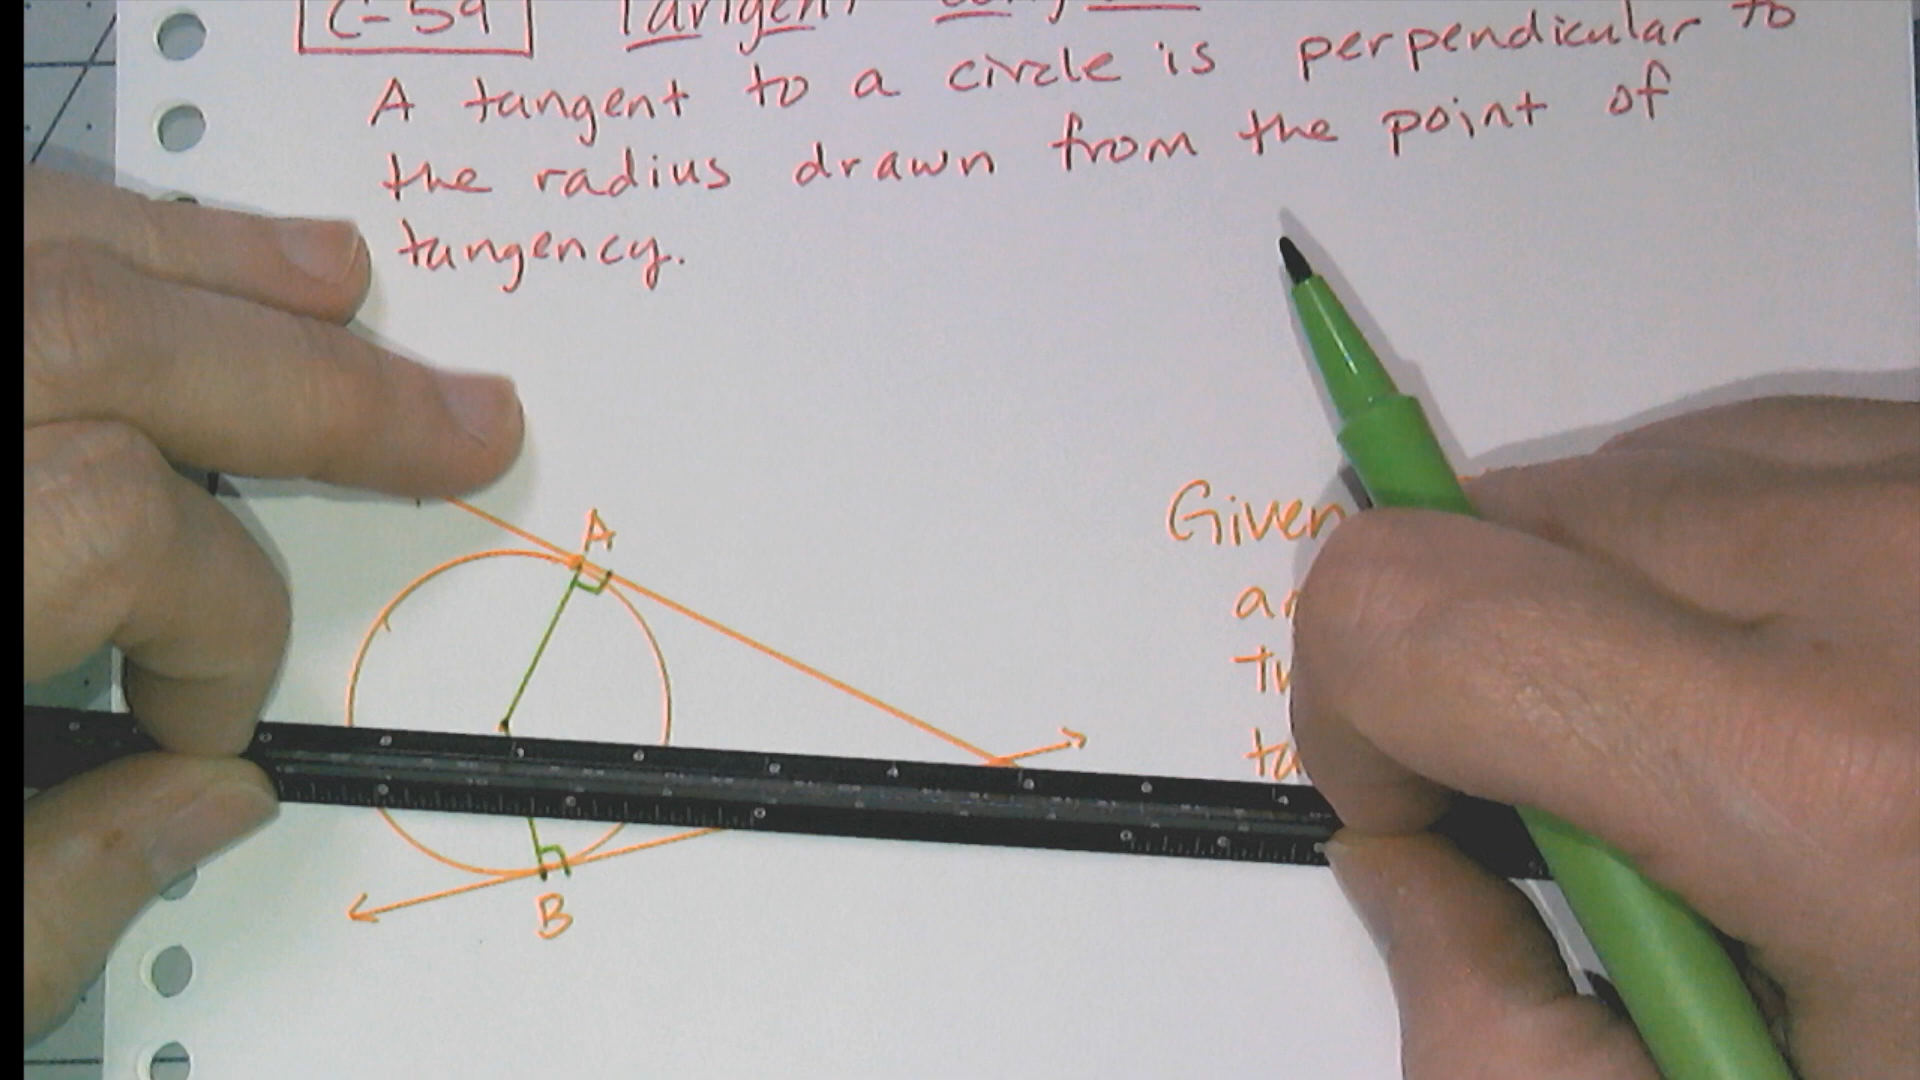 C-59 Tangent
A tangent to a circle is perpendicular to
the radius drawn from the point of
tangency.
A
Given
B